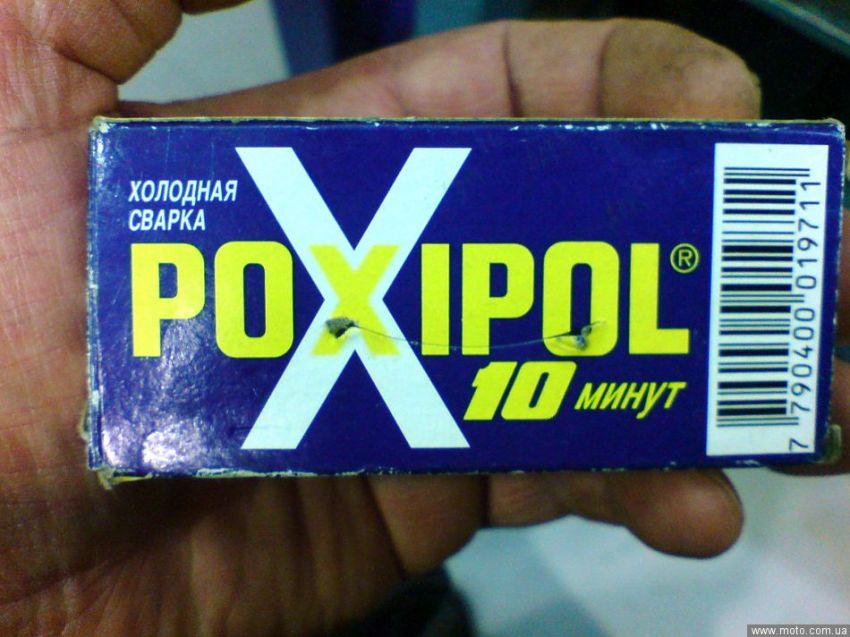 ХОЛОДНАЯ
СВАРКА
POXIPOL®
10 МИНУТ
7 790400 019711
www.moto.com.ua